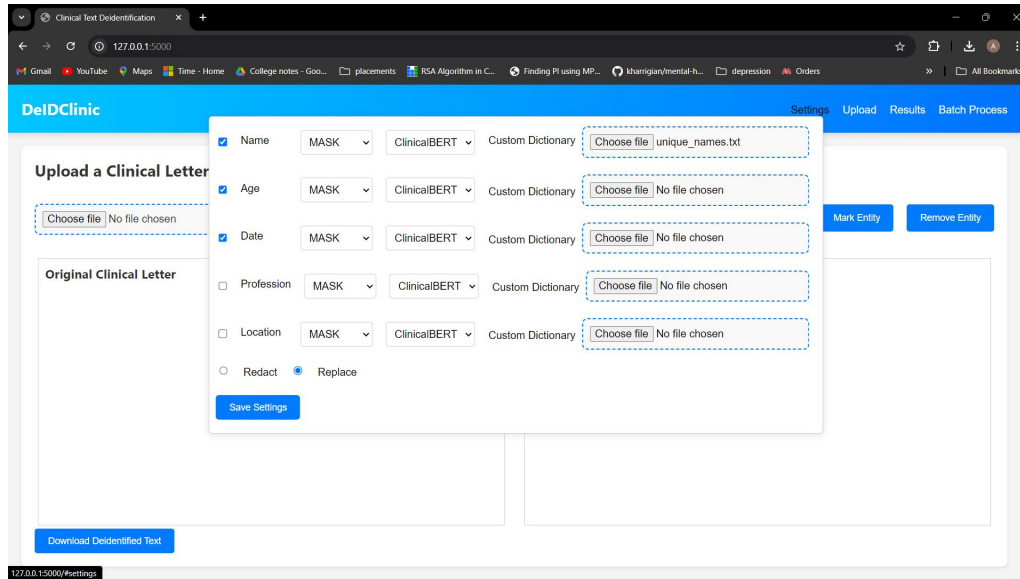 Clinical Text Deidentification
127.0.0.1:5000
Gmail YouTube Maps Time - Home College notes - Goo... placements RSA Algorithm in C... Finding PI using MP... kharrigian/mental-h... depression Orders » All Bookmarks
DeIDClinic Settings Upload Results Batch Process
Upload a Clinical Letter
Choose file No file chosen
Mark Entity Remove Entity
Original Clinical Letter
Name MASK ClinicalBERT Custom Dictionary Choose file unique_names.txt
Age MASK ClinicalBERT Custom Dictionary Choose file No file chosen
Date MASK ClinicalBERT Custom Dictionary Choose file No file chosen
Profession MASK ClinicalBERT Custom Dictionary Choose file No file chosen
Location MASK ClinicalBERT Custom Dictionary Choose file No file chosen
Redact Replace
Save Settings
Download Deidentified Text
127.0.0.1:5000/#settings